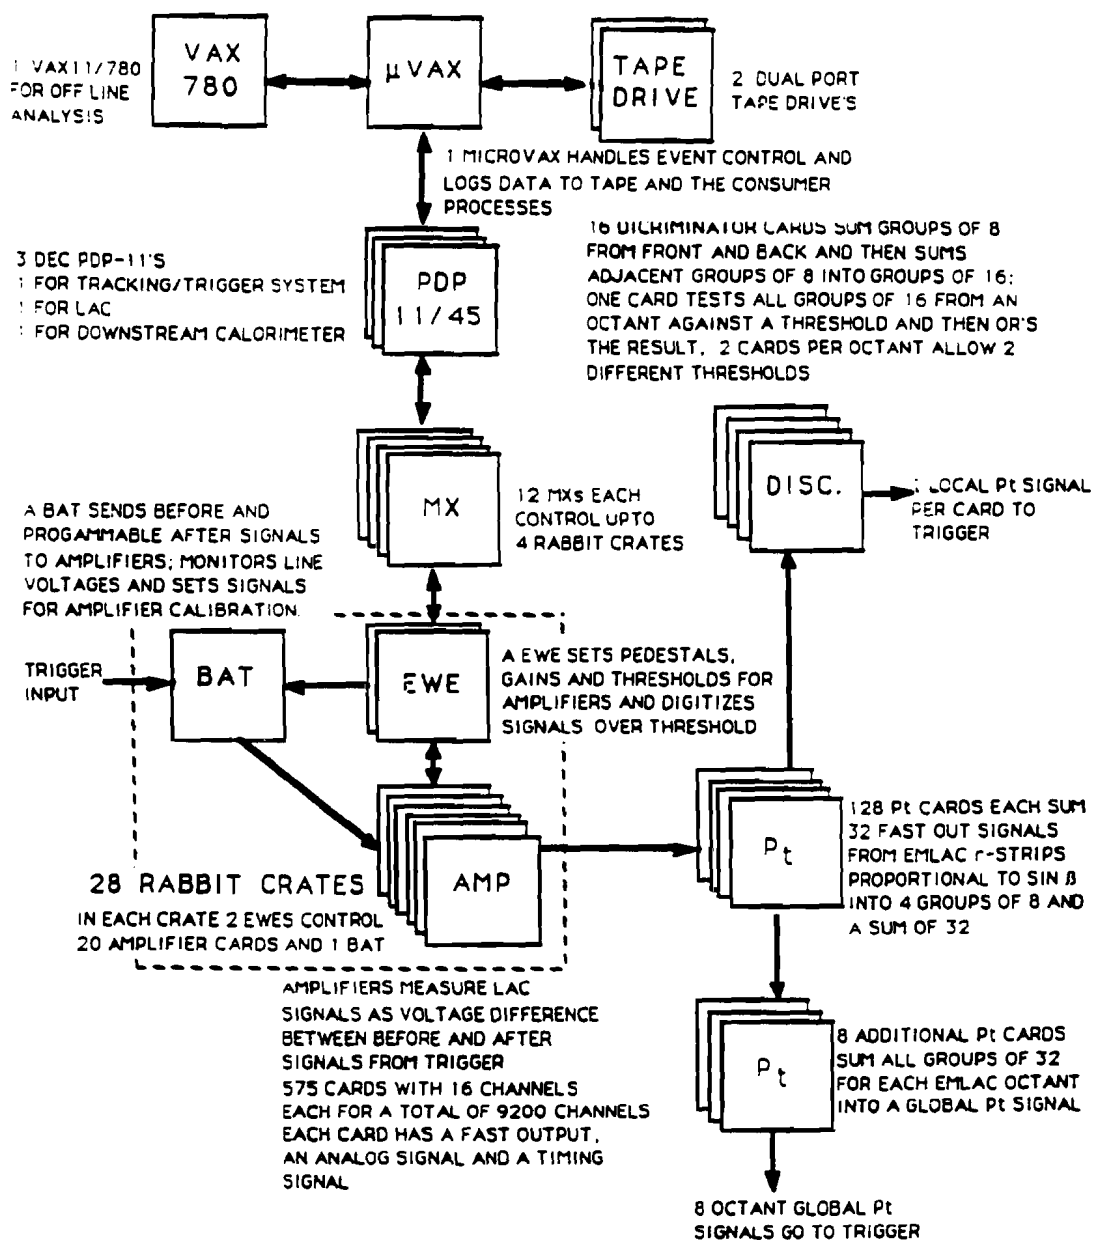 1 VAX11/780
FOR OFF LINE
ANALYSIS
VAX
780
µVAX
TAPE
DRIVE
2 DUAL PORT
TAPE DRIVE'S
1 MICROVAX HANDLES EVENT CONTROL AND
LOGS DATA TO TAPE AND THE CONSUMER
PROCESSES
3 DEC PDP-11'S
1 FOR TRACKING/TRIGGER SYSTEM
1 FOR LAC
1 FOR DOWNSTREAM CALORIMETER
PDP
11/45
16 DICRIMINATOR CARDS SUM GROUPS OF 8
FROM FRONT AND BACK AND THEN SUMS
ADJACENT GROUPS OF 8 INTO GROUPS OF 16;
ONE CARD TESTS ALL GROUPS OF 16 FROM AN
OCTANT AGAINST A THRESHOLD AND THEN OR'S
THE RESULT. 2 CARDS PER OCTANT ALLOW 2
DIFFERENT THRESHOLDS
MX
12 MXs EACH
CONTROL UPTO
4 RABBIT CRATES
DISC.
1 LOCAL Pt SIGNAL
PER CARD TO
TRIGGER
A BAT SENDS BEFORE AND
PROGAMMABLE AFTER SIGNALS
TO AMPLIFIERS; MONITORS LINE
VOLTAGES AND SETS SIGNALS
FOR AMPLIFIER CALIBRATION.
TRIGGER
INPUT
BAT
EWE
A EWE SETS PEDESTALS,
GAINS AND THRESHOLDS FOR
AMPLIFIERS AND DIGITIZES
SIGNALS OVER THRESHOLD
28 RABBIT CRATES
IN EACH CRATE 2 EWES CONTROL
20 AMPLIFIER CARDS AND 1 BAT
AMP
Pt
128 Pt CARDS EACH SUM
32 FAST OUT SIGNALS
FROM EMLAC r-STRIPS
PROPORTIONAL TO SIN ß
INTO 4 GROUPS OF 8 AND
A SUM OF 32
AMPLIFIERS MEASURE LAC
SIGNALS AS VOLTAGE DIFFERENCE
BETWEEN BEFORE AND AFTER
SIGNALS FROM TRIGGER
575 CARDS WITH 16 CHANNELS
EACH FOR A TOTAL OF 9200 CHANNELS
EACH CARD HAS A FAST OUTPUT,
AN ANALOG SIGNAL AND A TIMING
SIGNAL
Pt
8 ADDITIONAL Pt CARDS
SUM ALL GROUPS OF 32
FOR EACH EMLAC OCTANT
INTO A GLOBAL Pt SIGNAL
8 OCTANT GLOBAL Pt
SIGNALS GO TO TRIGGER